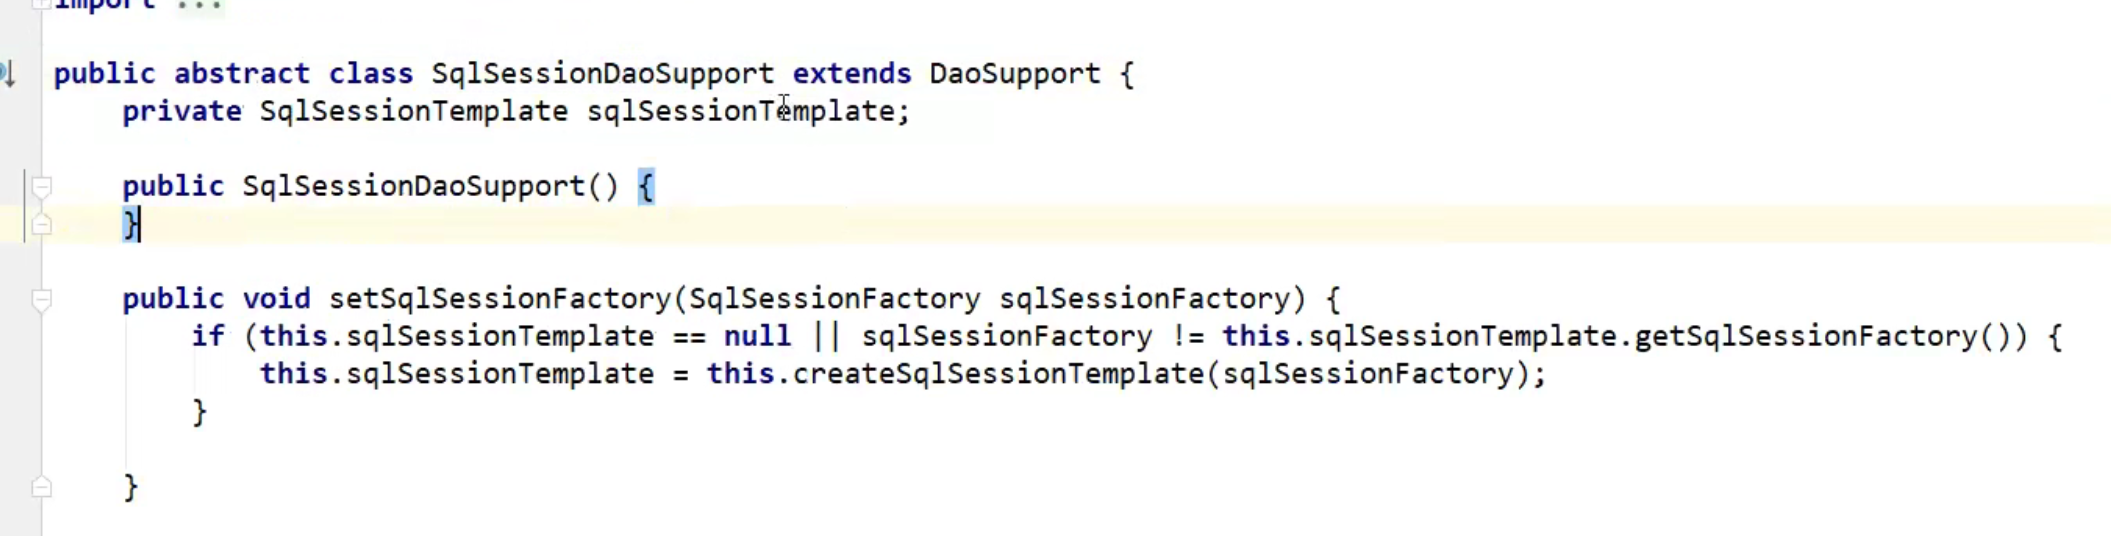 import ...
public abstract class SqlSessionDaoSupport extends DaoSupport {
private SqlSessionTemplate sqlSessionTemplate;
public SqlSessionDaoSupport() {
}
public void setSqlSessionFactory(SqlSessionFactory sqlSessionFactory) {
if (this.sqlSessionTemplate == null || sqlSessionFactory != this.sqlSessionTemplate.getSqlSessionFactory()) {
this.sqlSessionTemplate = this.createSqlSessionTemplate(sqlSessionFactory);
}
}